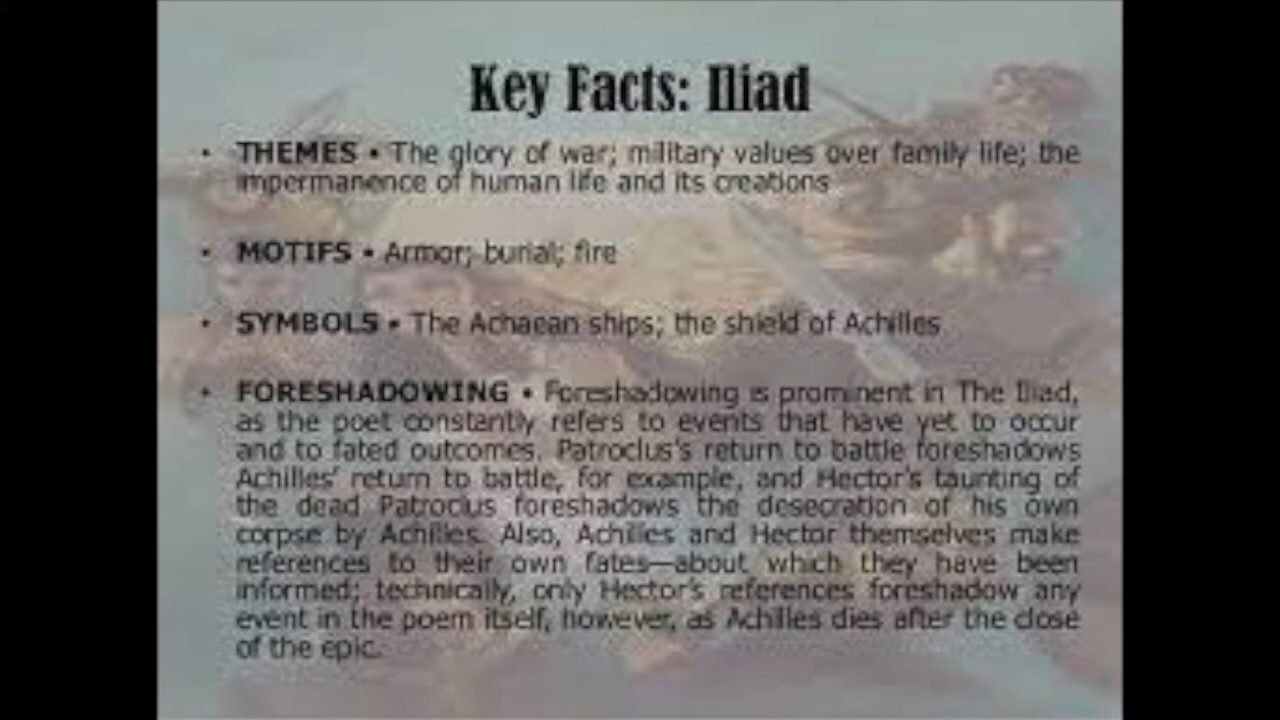 Key Facts: Iliad
• THEMES • The glory of war; military values over family life; the
impermanence of human life and its creations
• MOTIFS • Armor; burial; fire
• SYMBOLS • The Achaean ships; the shield of Achilles
• FORESHADOWING • Foreshadowing is prominent in The Iliad,
as the poet constantly refers to events that have yet to occur
and to fated outcomes. Patroclus's return to battle foreshadows
Achilles' return to battle, for example, and Hector's taunting of
the dead Patroclus foreshadows the desecration of his own
corpse by Achilles. Also, Achilles and Hector themselves make
references to their own fates—about which they have been
informed; technically, only Hector's references foreshadow any
event in the poem itself, however, as Achilles dies after the close
of the epic.